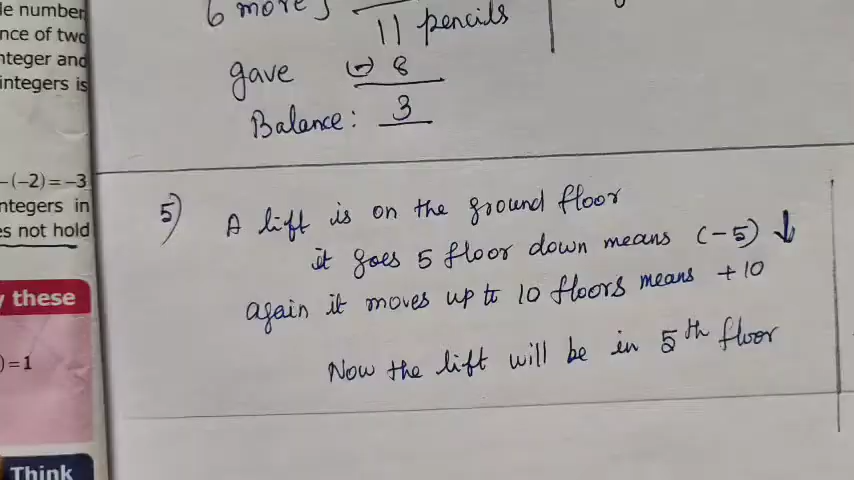 le number
nce of two
nteger and
integers is
-(-2)=-3
ntegers in
es not hold
y these
)=1
Think
6 more
11 pencils
gave (-) 8
Balance: 3
5) A lift is on the ground floor
it goes 5 floor down means (-5) ↓
again it moves up to 10 floors means +10
Now the lift will be in 5th floor